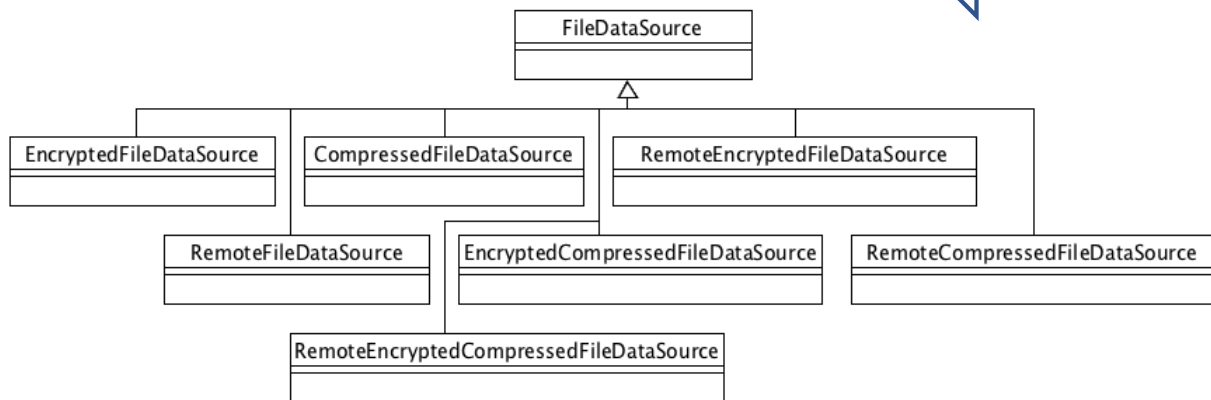 FileDataSource
EncryptedFileDataSource
CompressedFileDataSource
RemoteEncryptedFileDataSource
RemoteFileDataSource
EncryptedCompressedFileDataSource
RemoteCompressedFileDataSource
RemoteEncryptedCompressedFileDataSource